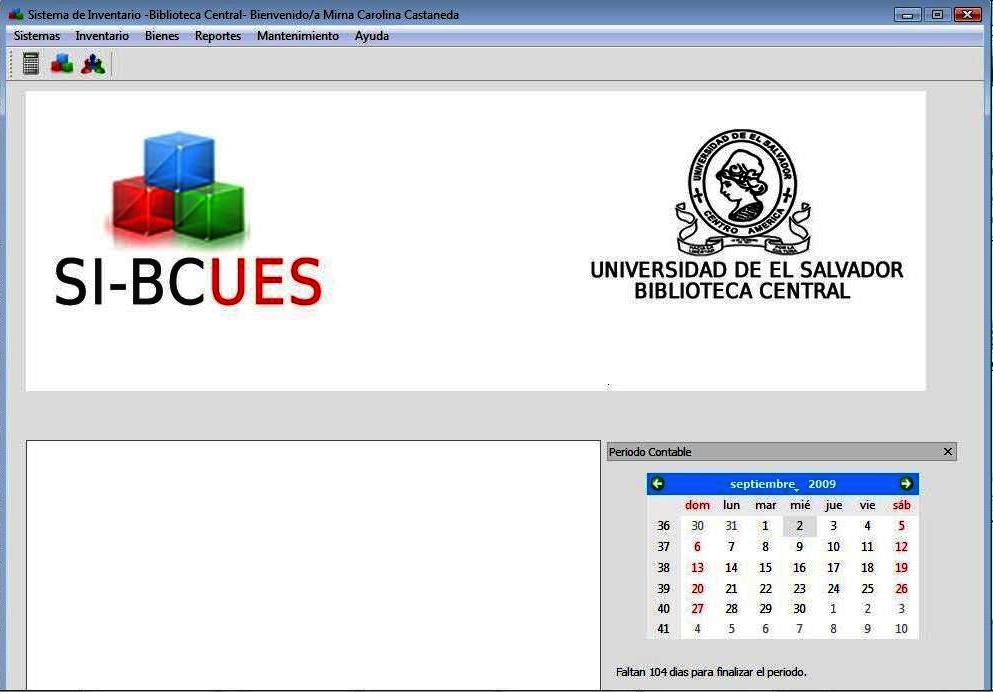 Sistema de Inventario -Biblioteca Central- Bienvenido/a Mirna Carolina Castaneda
Sistemas Inventario Bienes Reportes Mantenimiento Ayuda
UNIVERSIDAD DE EL SALVADOR
CENTRO AMERICA
SI-BCUES
UNIVERSIDAD DE EL SALVADOR
BIBLIOTECA CENTRAL
Periodo Contable
septiembre 2009
dom lun mar mié jue vie sáb
36 30 31 1 2 3 4 5
37 6 7 8 9 10 11 12
38 13 14 15 16 17 18 19
39 20 21 22 23 24 25 26
40 27 28 29 30 1 2 3
41 4 5 6 7 8 9 10
Faltan 104 dias para finalizar el periodo.